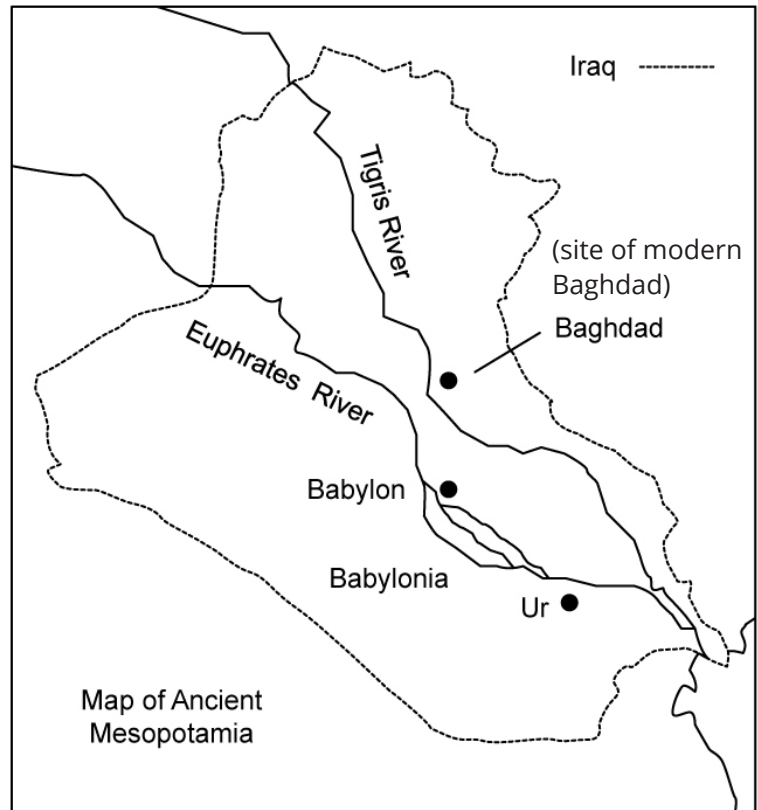 Iraq
Tigris River
(site of modern
Baghdad)
Baghdad
Euphrates River
Babylon
Babylonia
Ur
Map of Ancient
Mesopotamia